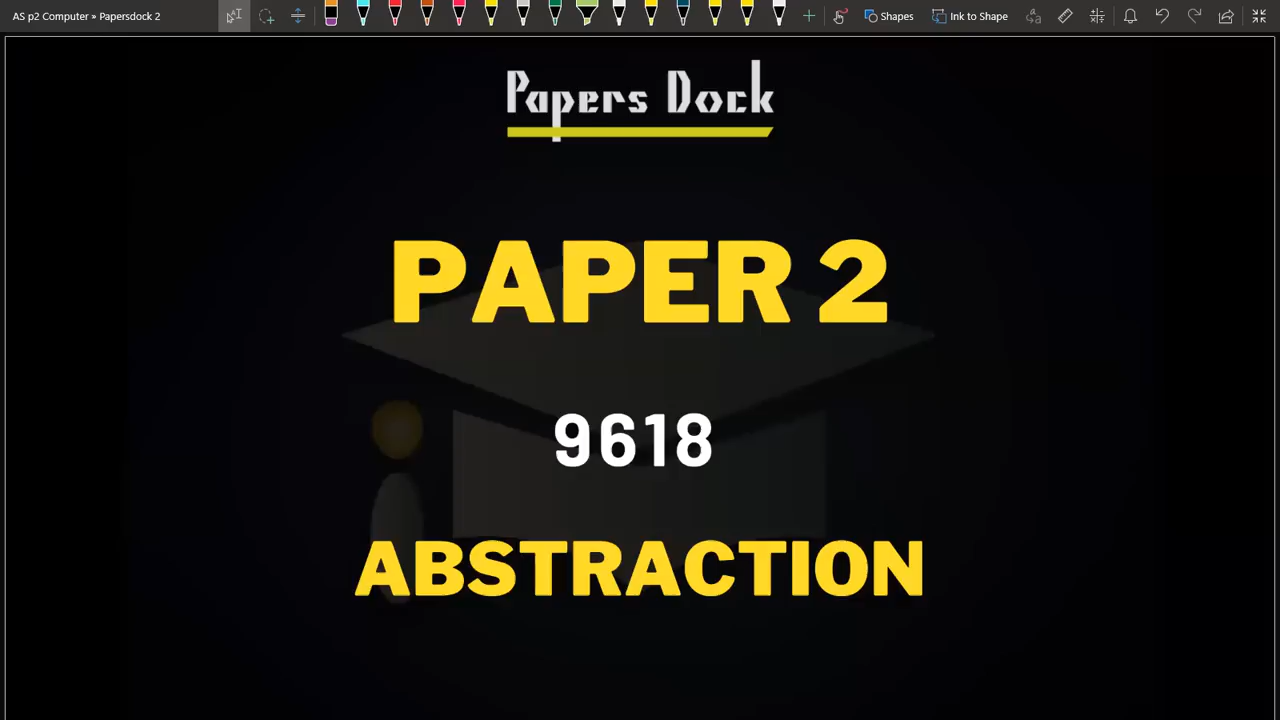 AS p2 Computer » Papersdock 2
Shapes
Ink to Shape
Papers Dock
PAPER 2
9618
ABSTRACTION